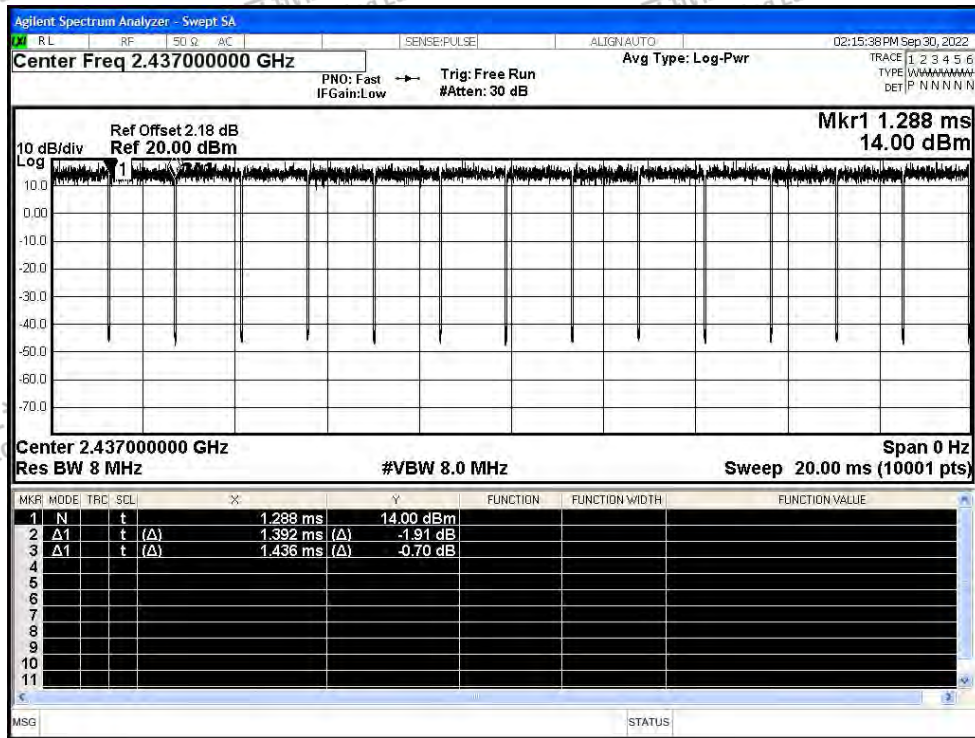 Agilent Spectrum Analyzer - Swept SA
LXI RL RF 50 Ω AC SENSE:PULSE ALIGN AUTO 02:15:38 PM Sep 30, 2022
Center Freq 2.437000000 GHz
Avg Type: Log-Pwr
TRACE 1 2 3 4 5 6
TYPE WWWWWW
DET P N N N N N
PNO: Fast
IFGain:Low
Trig: Free Run
#Atten: 30 dB
Mkr1 1.288 ms
14.00 dBm
Ref Offset 2.18 dB
10 dB/div Ref 20.00 dBm
Log
1
10.0
0.00
-10.0
-20.0
-30.0
-40.0
-50.0
-60.0
-70.0
Center 2.437000000 GHz Span 0 Hz
Res BW 8 MHz #VBW 8.0 MHz Sweep 20.00 ms (10001 pts)
MKR MODE TRC SCL X Y FUNCTION FUNCTION WIDTH FUNCTION VALUE
1 N t 1.288 ms 14.00 dBm
2 Δ1 t (Δ) 1.392 ms (Δ) -1.91 dB
3 Δ1 t (Δ) 1.436 ms (Δ) -0.70 dB
4
5
6
7
8
9
10
11
MSG STATUS